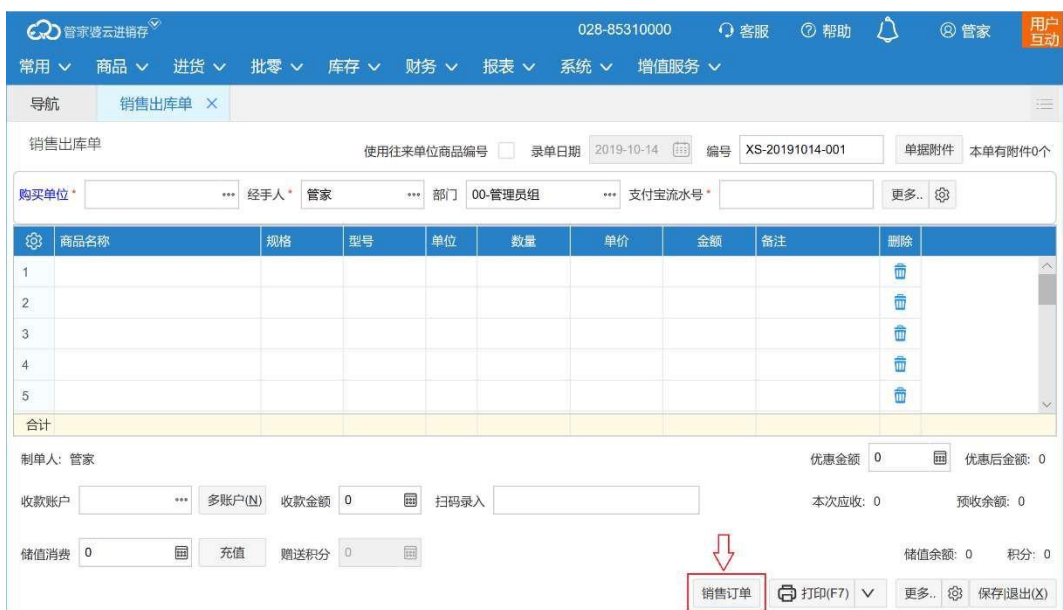 管家婆云进销存 028-85310000 客服 帮助 管家 用户互动
常用 商品 进货 批零 库存 财务 报表 系统 增值服务
导航 销售出库单
销售出库单 使用往来单位商品编号 录单日期 2019-10-14 编号 XS-20191014-001 单据附件 本单有附件0个
购买单位* ... 经手人* 管家 ... 部门 00-管理员组 ... 支付宝流水号* 更多..
商品名称 规格 型号 单位 数量 单价 金额 备注 删除
1
2
3
4
5
合计
制单人: 管家 优惠金额 0 优惠后金额: 0
收款账户 ... 多账户(N) 收款金额 0 扫码录入 本次应收: 0 预收余额: 0
储值消费 0 充值 赠送积分 0 储值余额: 0 积分: 0
销售订单 打印(F7) 更多.. 保存|退出(X)